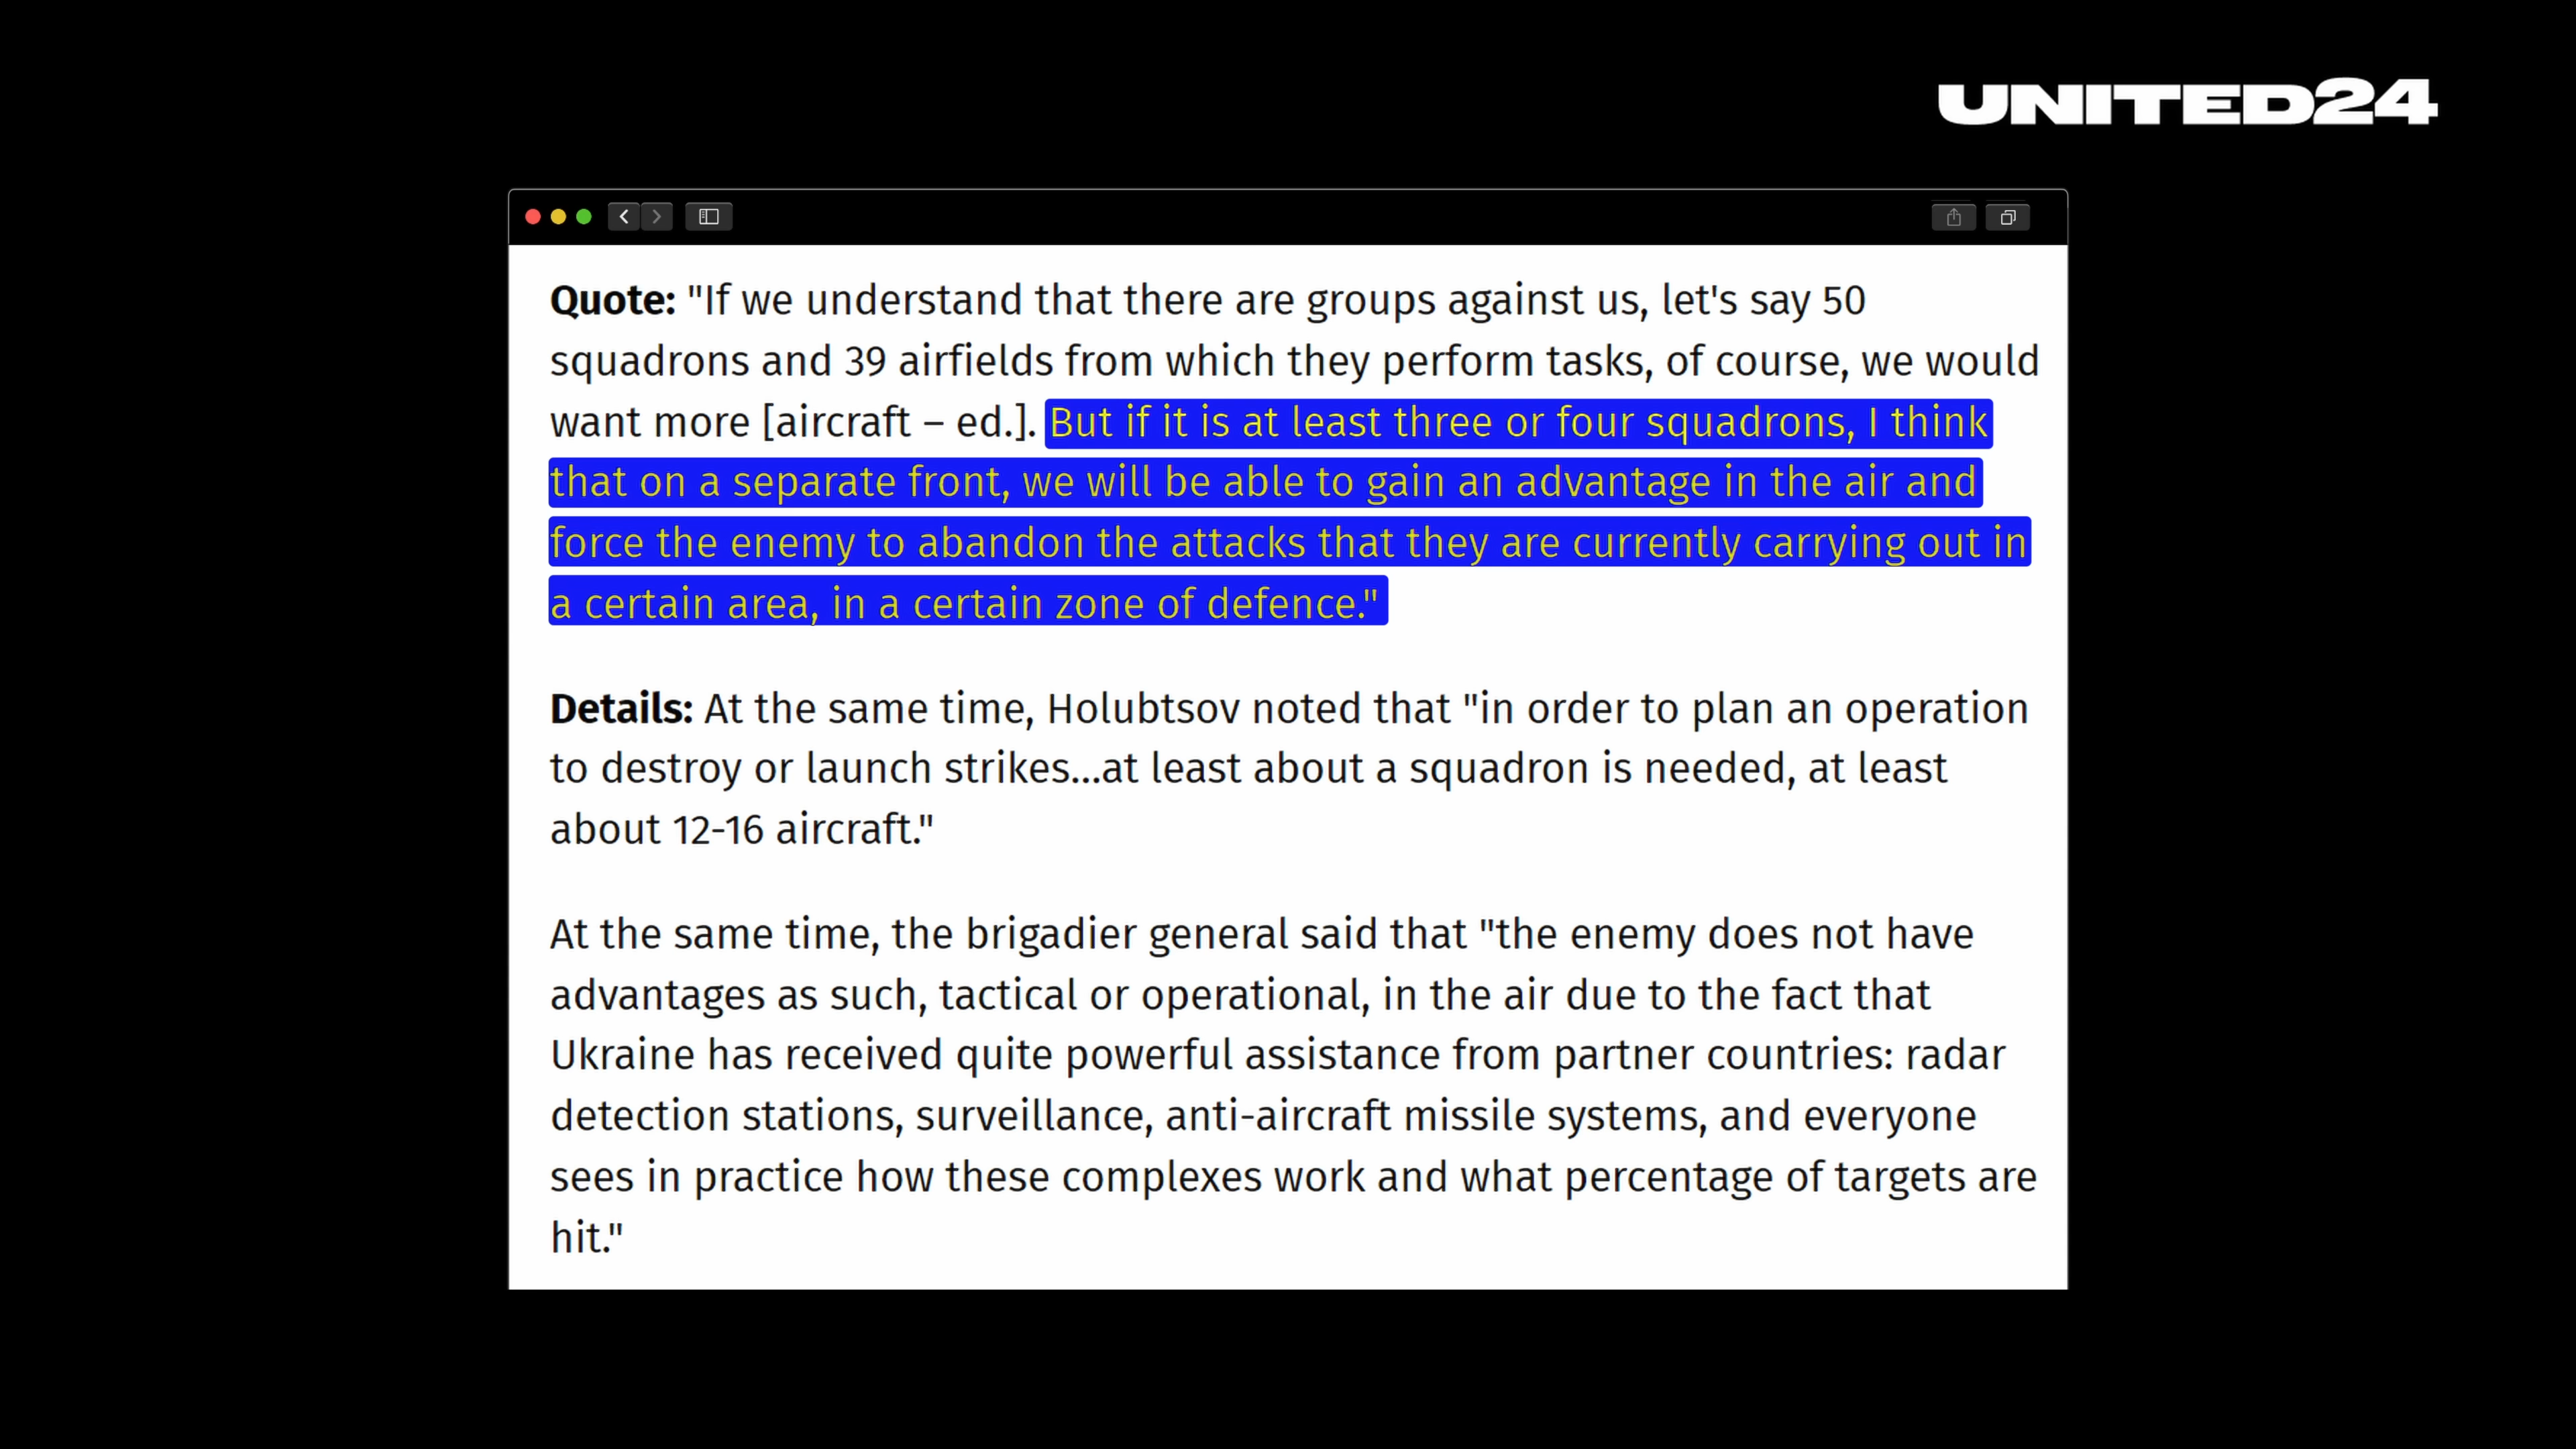 UNITED24
Quote: "If we understand that there are groups against us, let's say 50
squadrons and 39 airfields from which they perform tasks, of course, we would
want more [aircraft – ed.]. But if it is at least three or four squadrons, I think
that on a separate front, we will be able to gain an advantage in the air and
force the enemy to abandon the attacks that they are currently carrying out in
a certain area, in a certain zone of defence."
Details: At the same time, Holubtsov noted that "in order to plan an operation
to destroy or launch strikes...at least about a squadron is needed, at least
about 12-16 aircraft."
At the same time, the brigadier general said that "the enemy does not have
advantages as such, tactical or operational, in the air due to the fact that
Ukraine has received quite powerful assistance from partner countries: radar
detection stations, surveillance, anti-aircraft missile systems, and everyone
sees in practice how these complexes work and what percentage of targets are
hit."